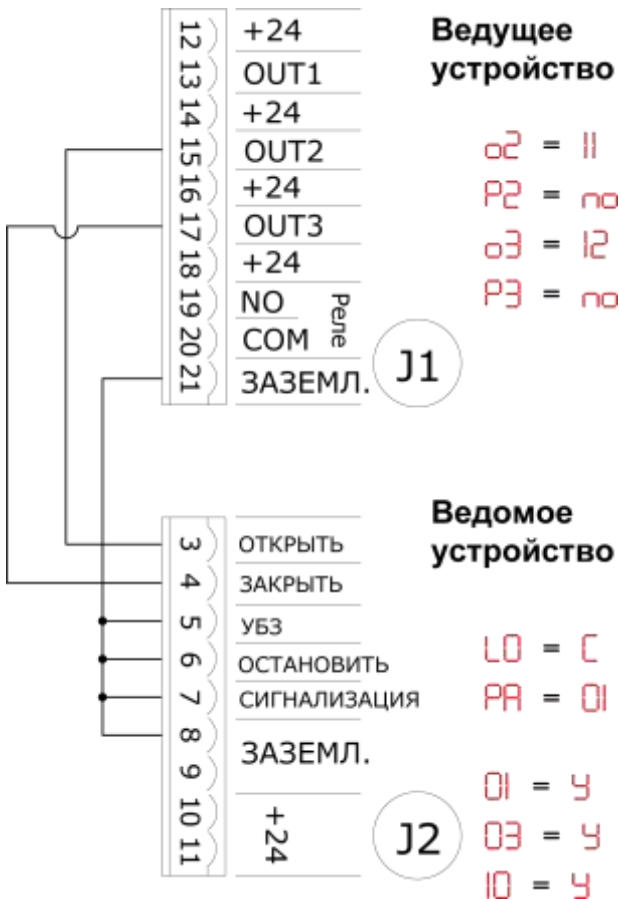 12 +24
13 OUT1
14 +24
15 OUT2
16 +24
17 OUT3
18 +24
19 NO
20 COM
Реле
21 ЗАЗЕМЛ.
J1
Ведущее
устройство
o2 = 11
P2 = no
o3 = 12
P3 = no
3 ОТКРЫТЬ
4 ЗАКРЫТЬ
5 УБЗ
6 ОСТАНОВИТЬ
7 СИГНАЛИЗАЦИЯ
8
9
ЗАЗЕМЛ.
10
11
+24
J2
Ведомое
устройство
L0 = C
PA = 01
01 = Y
03 = Y
10 = Y